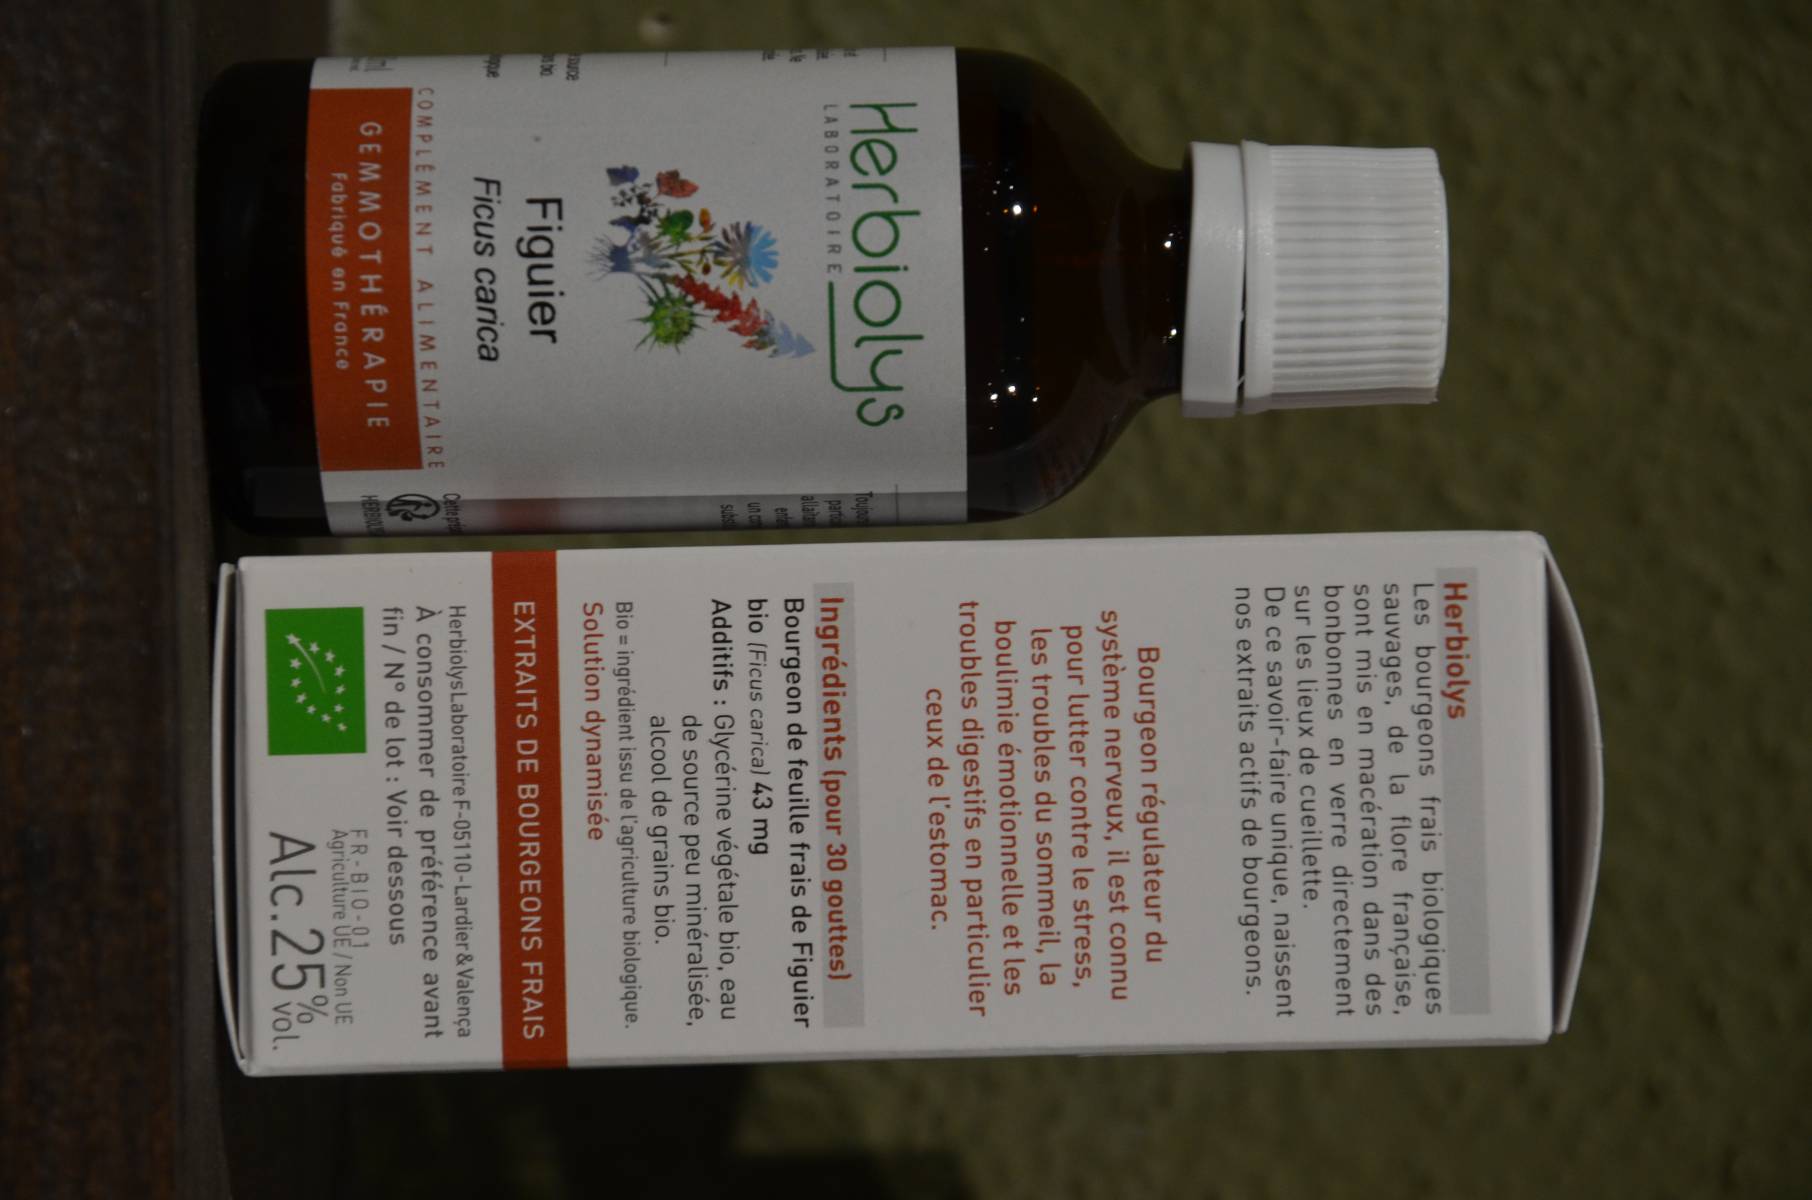 Herbiolys
LABORATOIRE
Figuier
Ficus carica
COMPLÉMENT ALIMENTAIRE
GEMMOTHÉRAPIE
Fabriqué en France
Herbiolys
Les bourgeons frais biologiques
sauvages, de la flore française,
sont mis en macération dans des
bonbonnes en verre directement
sur les lieux de cueillette.
De ce savoir-faire unique, naissent
nos extraits actifs de bourgeons.
Bourgeon régulateur du
système nerveux, il est connu
pour lutter contre le stress,
les troubles du sommeil, la
boulimie émotionnelle et les
troubles digestifs en particulier
ceux de l'estomac.
Ingrédients (pour 30 gouttes)
Bourgeon de feuille frais de Figuier
bio (Ficus carica) 43 mg
Additifs : Glycérine végétale bio, eau
de source peu minéralisée,
alcool de grains bio.
Bio = ingrédient issu de l'agriculture biologique.
Solution dynamisée
EXTRAITS DE BOURGEONS FRAIS
Herbiolys Laboratoire F-05110 - Lardier & Valença
À consommer de préférence avant
fin / N° de lot : Voir dessous
FR-BIO-01
Agriculture UE / Non UE
Alc.25% vol.